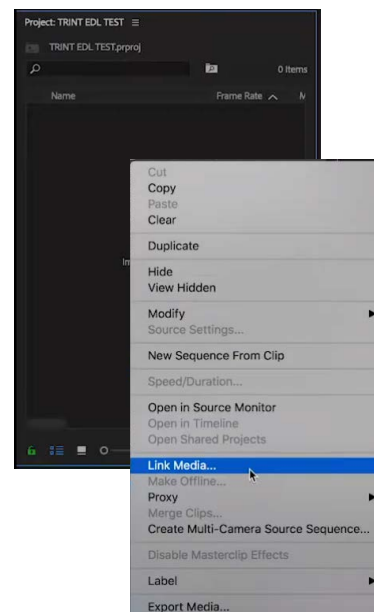 Project: TRINT EDL TEST
TRINT EDL TEST.prproj
0 Items
Name Frame Rate
Im
Cut
Copy
Paste
Clear
Duplicate
Hide
View Hidden
Modify
Source Settings...
New Sequence From Clip
Speed/Duration...
Open in Source Monitor
Open in Timeline
Open Shared Projects
Link Media...
Make Offline...
Proxy
Merge Clips...
Create Multi-Camera Source Sequence...
Disable Masterclip Effects
Label
Export Media...